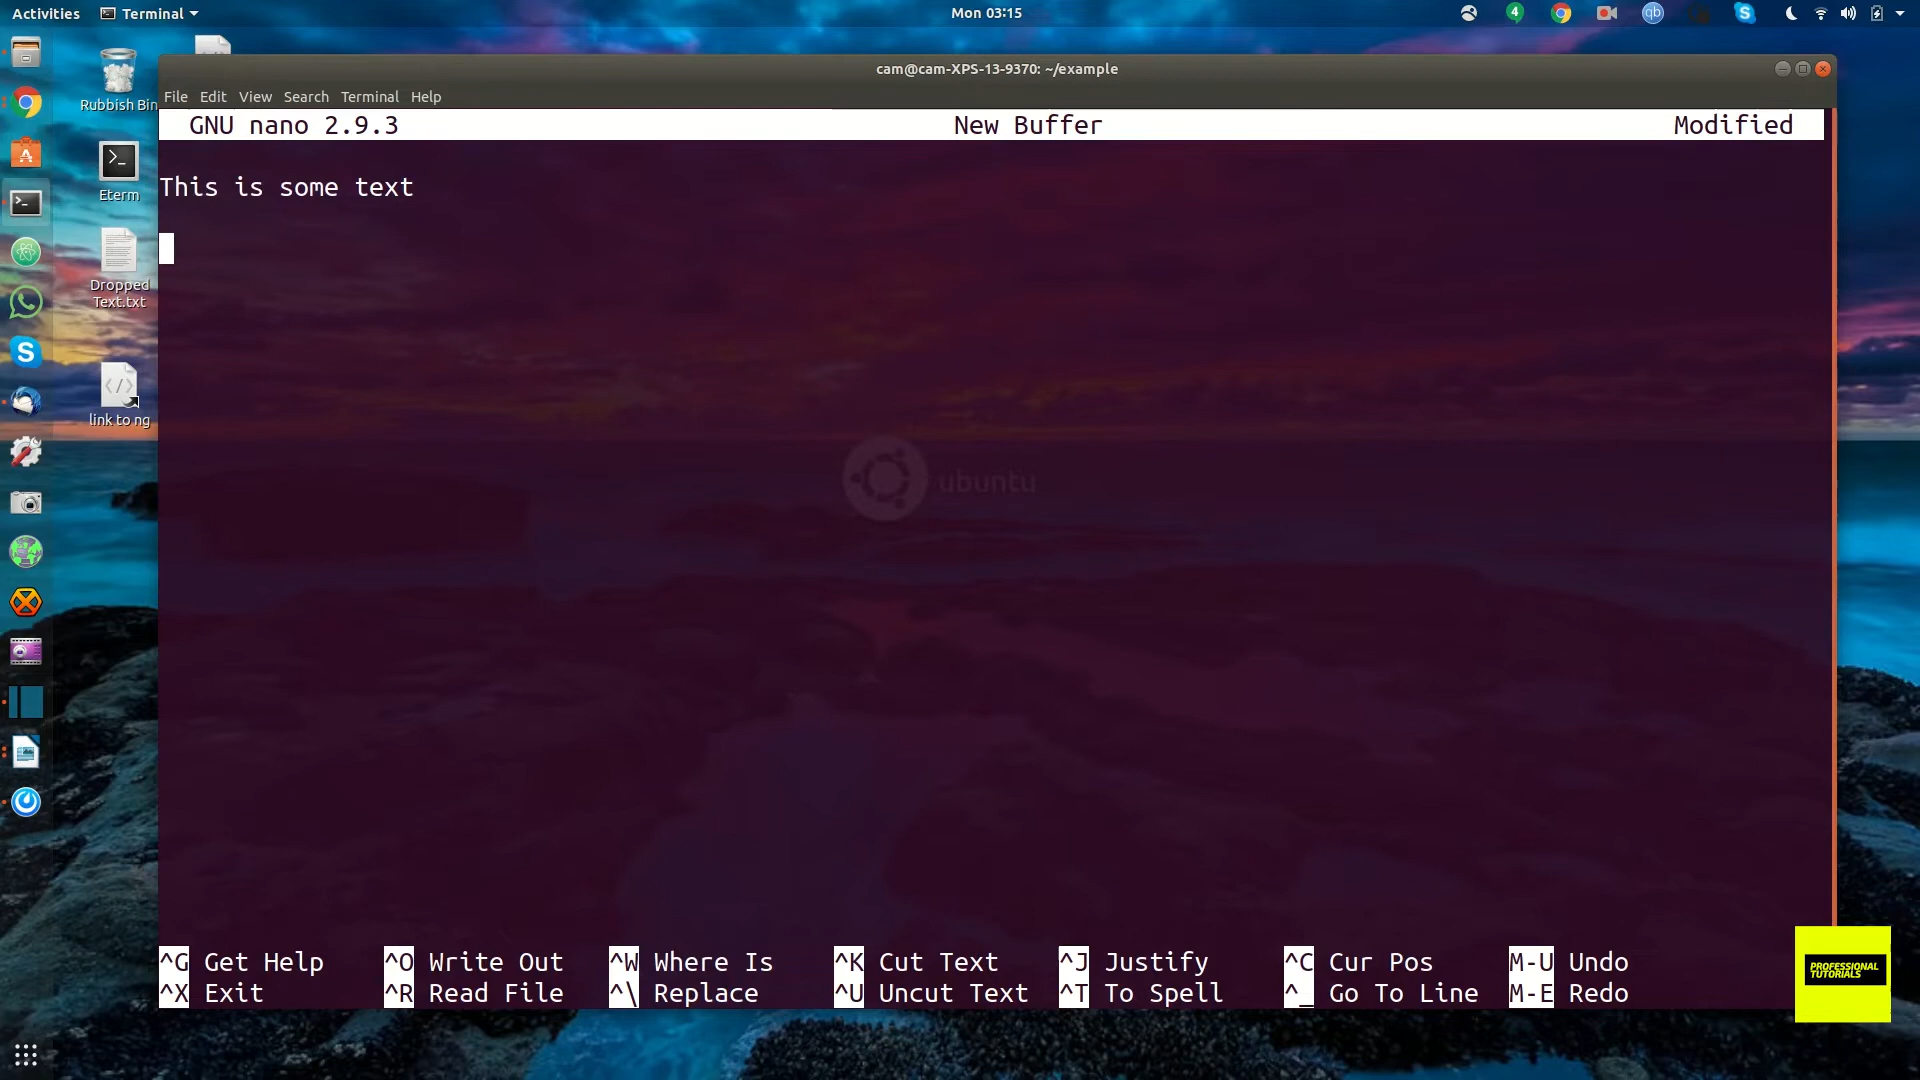 Activities Terminal Mon 03:15 4 qb
Rubbish Bin
Eterm
Dropped
Text.txt
link to ng
cam@cam-XPS-13-9370: ~/example
File Edit View Search Terminal Help
GNU nano 2.9.3 New Buffer Modified
This is some text
ubuntu
^G Get Help ^O Write Out ^W Where Is ^K Cut Text ^J Justify ^C Cur Pos M-U Undo
^X Exit ^R Read File ^\ Replace ^U Uncut Text ^T To Spell ^_ Go To Line M-E Redo
PROFESSIONAL
TUTORIALS